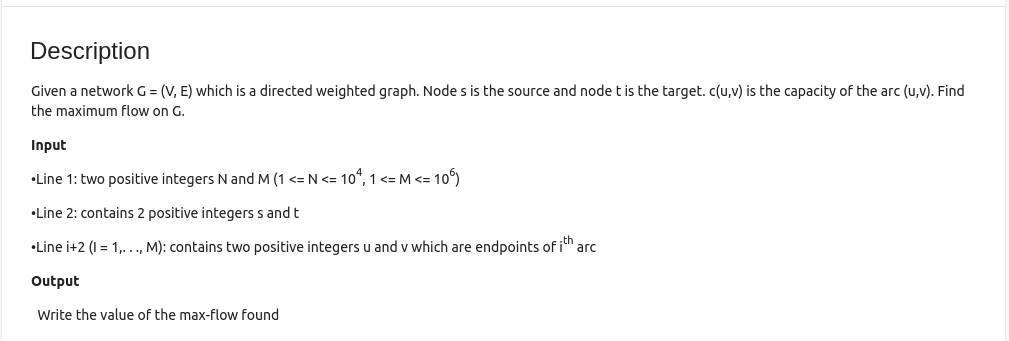 Description
Given a network G = (V, E) which is a directed weighted graph. Node s is the source and node t is the target. c(u,v) is the capacity of the arc (u,v). Find
the maximum flow on G.
Input
•Line 1: two positive integers N and M (1 <= N <= 10^4, 1 <= M <= 10^6)
•Line 2: contains 2 positive integers s and t
•Line i+2 (I = 1,. . ., M): contains two positive integers u and v which are endpoints of i^th arc
Output
Write the value of the max-flow found